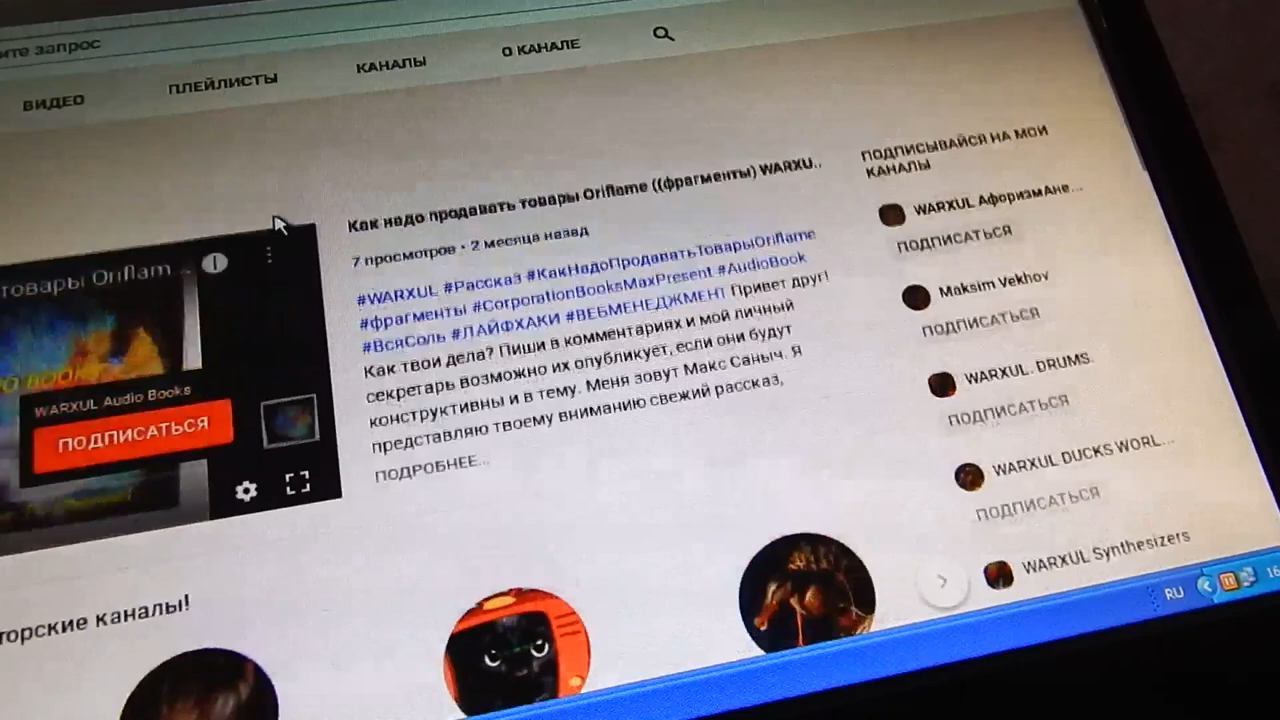 ите запрос
ВИДЕО ПЛЕЙЛИСТЫ КАНАЛЫ О КАНАЛЕ
Как надо продавать товары Oriflame ((фрагменты) WARXU..
7 просмотров • 2 месяца назад
#WARXUL #Рассказ #КакНадоПродаватьТоварыOriflame
#фрагменты #CorporationBooksMaxPresent #AudioBook
#ВсяСоль #ЛАЙФХАКИ #ВЕБМЕНЕДЖМЕНТ Привет друг!
Как твои дела? Пиши в комментариях и мой личный
секретарь возможно их опубликует, если они будут
конструктивны и в тему. Меня зовут Макс Саныч. Я
представляю твоему вниманию свежий рассказ,
ПОДРОБНЕЕ...
товары Oriflam...
WARXUL Audio Books
ПОДПИСАТЬСЯ
ПОДПИСЫВАЙСЯ НА МОИ
КАНАЛЫ
WARXUL АфоризмАне...
ПОДПИСАТЬСЯ
Maksim Vekhov
ПОДПИСАТЬСЯ
WARXUL. DRUMS.
ПОДПИСАТЬСЯ
WARXUL DUCKS WORL...
ПОДПИСАТЬСЯ
WARXUL Synthesizers
торские каналы!
RU 16